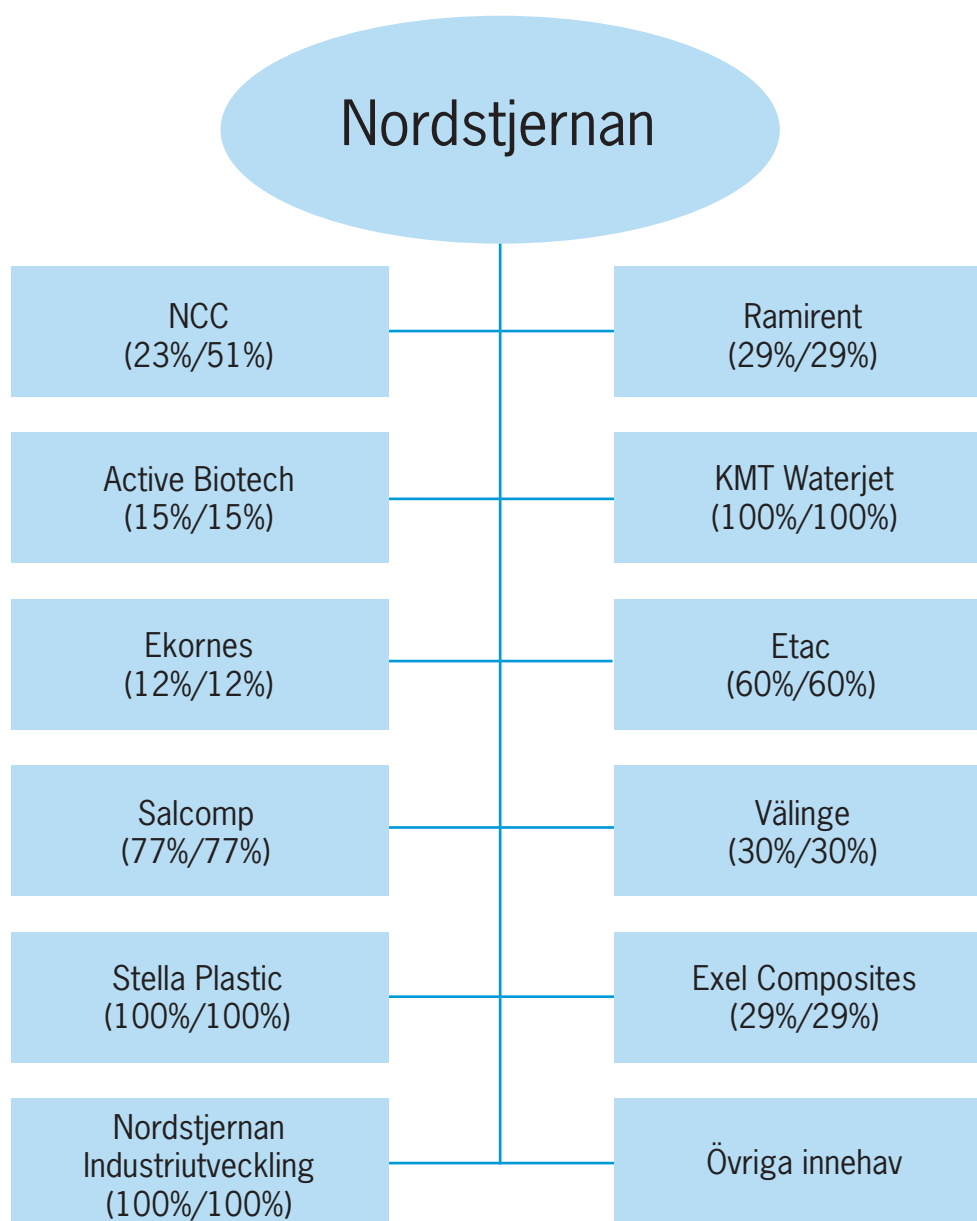 Nordstjernan
NCC
(23%/51%)
Ramirent
(29%/29%)
Active Biotech
(15%/15%)
KMT Waterjet
(100%/100%)
Ekornes
(12%/12%)
Etac
(60%/60%)
Salcomp
(77%/77%)
Välinge
(30%/30%)
Stella Plastic
(100%/100%)
Exel Composites
(29%/29%)
Nordstjernan
Industriutveckling
(100%/100%)
Övriga innehav